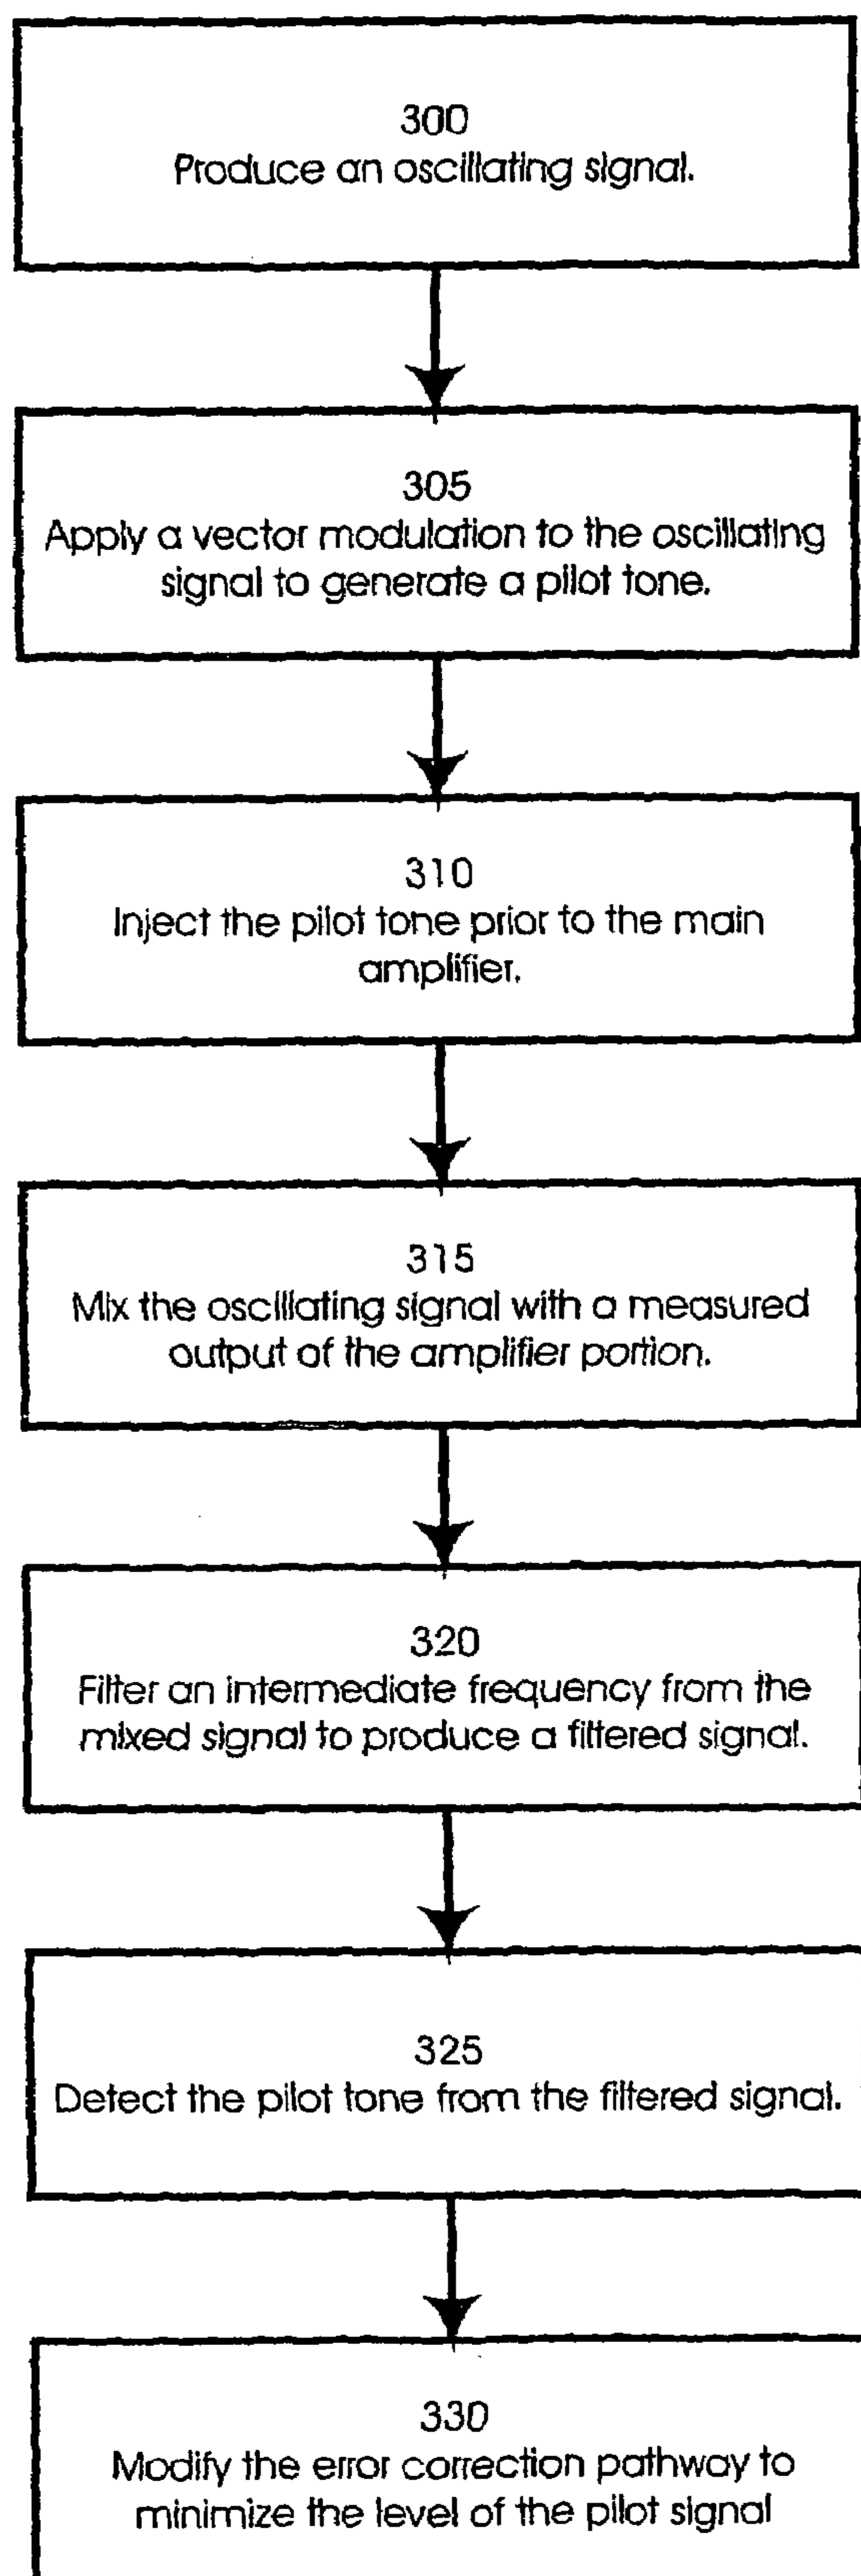 300
Produce an oscillating signal.
305
Apply a vector modulation to the oscillating
signal to generate a pilot tone.
310
Inject the pilot tone prior to the main
amplifier.
315
Mix the oscillating signal with a measured
output of the amplifier portion.
320
Filter an intermediate frequency from the
mixed signal to produce a filtered signal.
325
Detect the pilot tone from the filtered signal.
330
Modify the error correction pathway to
minimize the level of the pilot signal